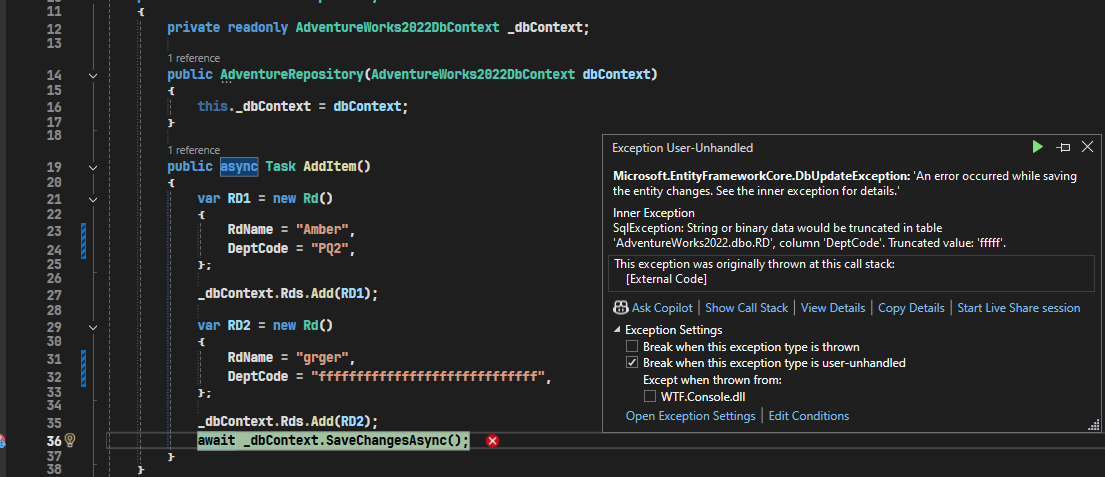 11 {
12 private readonly AdventureWorks2022DbContext _dbContext;
13
1 reference
14 public AdventureRepository(AdventureWorks2022DbContext dbContext)
15 {
16 this._dbContext = dbContext;
17 }
18
1 reference
19 public async Task AddItem()
20 {
21 var RD1 = new Rd()
22 {
23 RdName = "Amber",
24 DeptCode = "PQ2",
25 };
26
27 _dbContext.Rds.Add(RD1);
28
29 var RD2 = new Rd()
30 {
31 RdName = "grger",
32 DeptCode = "fffffffffffffffffffffffffffff",
33 };
34
35 _dbContext.Rds.Add(RD2);
36 await _dbContext.SaveChangesAsync();
37 }
38 }
Exception User-Unhandled
Microsoft.EntityFrameworkCore.DbUpdateException: 'An error occurred while saving
the entity changes. See the inner exception for details.'
Inner Exception
SqlException: String or binary data would be truncated in table
'AdventureWorks2022.dbo.RD', column 'DeptCode'. Truncated value: 'fffff'.
This exception was originally thrown at this call stack:
[External Code]
Ask Copilot | Show Call Stack | View Details | Copy Details | Start Live Share session
Exception Settings
Break when this exception type is thrown
Break when this exception type is user-unhandled
Except when thrown from:
WTF.Console.dll
Open Exception Settings | Edit Conditions